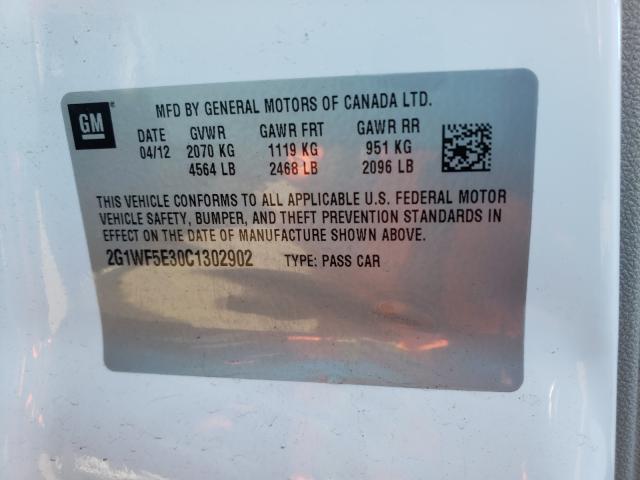 GM
MFD BY GENERAL MOTORS OF CANADA LTD.
DATE GVWR GAWR FRT GAWR RR
04/12 2070 KG 1119 KG 951 KG
4564 LB 2468 LB 2096 LB
THIS VEHICLE CONFORMS TO ALL APPLICABLE U.S. FEDERAL MOTOR
VEHICLE SAFETY, BUMPER, AND THEFT PREVENTION STANDARDS IN
EFFECT ON THE DATE OF MANUFACTURE SHOWN ABOVE.
2G1WF5E30C1302902 TYPE: PASS CAR